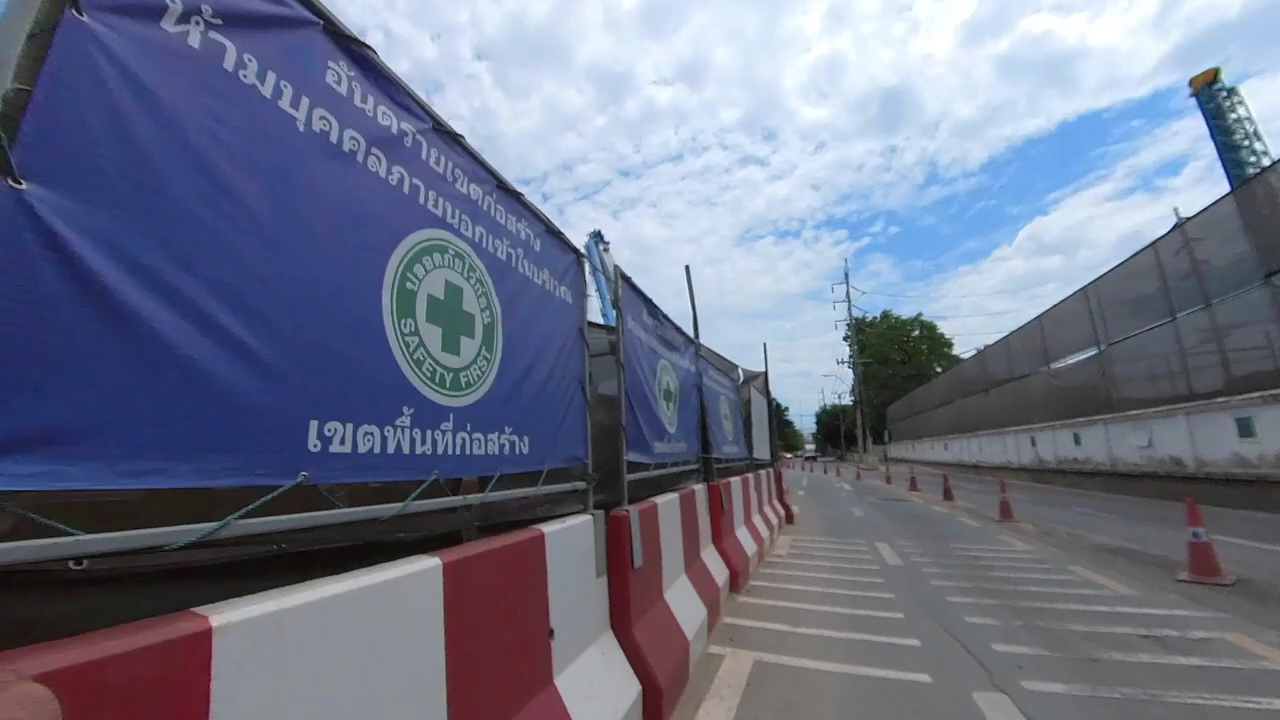 อันตรายเขตก่อสร้าง
ห้ามบุคคลภายนอกเข้าในบริเวณ
ปลอดภัยไว้ก่อน
SAFETY FIRST
เขตพื้นที่ก่อสร้าง